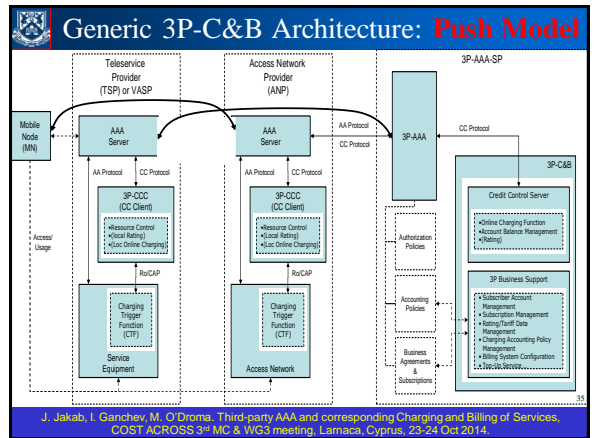 Generic 3P-C&B Architecture: Push Model
Teleservice
Provider
(TSP) or VASP
Access Network
Provider
(ANP)
3P-AAA-SP
Mobile
Node
(MN)
AAA
Server
AAA
Server
AA Protocol
CC Protocol
3P-AAA
CC Protocol
AA Protocol
CC Protocol
AA Protocol
CC Protocol
3P-C&B
3P-CCC
(CC Client)
•Resource Control
•(local Rating)
•(Loc Online Charging)
3P-CCC
(CC Client)
•Resource Control
•(Local Rating)
•(Loc Online Charging)
Credit Control Server
•Online Charging Function
•Account Balance Management
•(Rating)
Access/
Usage
Authorization
Policies
Ro/CAP
Ro/CAP
3P Business Support
• Subscriber Account
Management
• Subscription Management
• Rating/Tariff Data
Management
• Charging Accounting Policy
Management
• Billing System Configuration
• Top-Up Service
Charging
Trigger
Function
(CTF)
Charging
Trigger
Function
(CTF)
Accounting
Policies
Service
Equipment
Access Network
Business
Agreements
&
Subscriptions
35
J. Jakab, I. Ganchev, M. O'Droma. Third-party AAA and corresponding Charging and Billing of Services,
COST ACROSS 3rd MC & WG3 meeting, Larnaca, Cyprus, 23-24 Oct 2014.